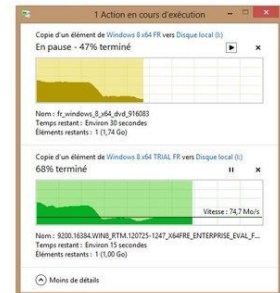 1 Action en cours d'exécution
Copie d'un élément de Windows 8 x64 FR vers Disque local (I:)
En pause - 47% terminé
Nom : fr_windows_8_x64_dvd_916083
Temps restant : Environ 30 secondes
Éléments restants : 1 (1,74 Go)
Copie d'un élément de Windows 8 x64 TRIAL FR vers Disque local (I:)
68% terminé
Vitesse : 74,7 Mo/s
Nom : 9200.16384.WIN8_RTM.120725-1247_X64FRE_ENTERPRISE_EVAL_F...
Temps restant : Environ 15 secondes
Éléments restants : 1 (1,00 Go)
Moins de détails